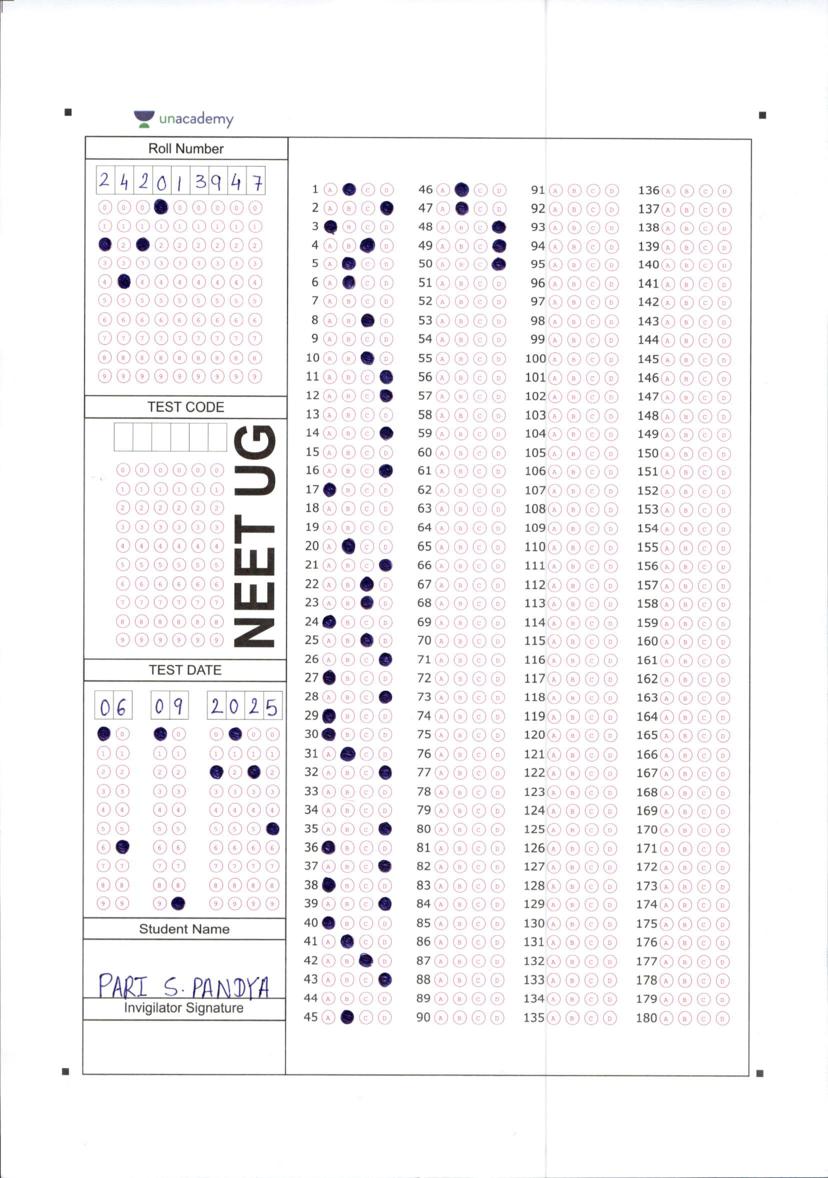 unacademy
Roll Number
2 4 2 0 1 3 9 4 7
TEST CODE
NEET UG
TEST DATE
0 6 0 9 2 0 2 5
Student Name
PARI S. PANDYA
Invigilator Signature
1 A C D
2 A B C
3 B C D
4 A B D
5 A C D
6 A C D
7 A B C D
8 A B D
9 A B C D
10 A B D
11 A B C
12 A B C
13 A B C D
14 A B C
15 A B C D
16 A B C
17 B C D
18 A B C D
19 A B C D
20 A C D
21 A B C
22 A B D
23 A B D
24 B C D
25 A B D
26 A B C
27 B C D
28 A B C
29 B C D
30 B C D
31 A C D
32 A B C
33 A B C D
34 A B C D
35 A B C
36 B C D
37 A B C
38 B C D
39 A B C
40 B C D
41 A C D
42 A B D
43 A B C
44 A B C D
45 A C D
46 A C D
47 A C D
48 A B C
49 A B C
50 A B C
51 A B C D
52 A B C D
53 A B C D
54 A B C D
55 A B C D
56 A B C D
57 A B C D
58 A B C D
59 A B C D
60 A B C D
61 A B C D
62 A B C D
63 A B C D
64 A B C D
65 A B C D
66 A B C D
67 A B C D
68 A B C D
69 A B C D
70 A B C D
71 A B C D
72 A B C D
73 A B C D
74 A B C D
75 A B C D
76 A B C D
77 A B C D
78 A B C D
79 A B C D
80 A B C D
81 A B C D
82 A B C D
83 A B C D
84 A B C D
85 A B C D
86 A B C D
87 A B C D
88 A B C D
89 A B C D
90 A B C D
91 A B C D
92 A B C D
93 A B C D
94 A B C D
95 A B C D
96 A B C D
97 A B C D
98 A B C D
99 A B C D
100 A B C D
101 A B C D
102 A B C D
103 A B C D
104 A B C D
105 A B C D
106 A B C D
107 A B C D
108 A B C D
109 A B C D
110 A B C D
111 A B C D
112 A B C D
113 A B C D
114 A B C D
115 A B C D
116 A B C D
117 A B C D
118 A B C D
119 A B C D
120 A B C D
121 A B C D
122 A B C D
123 A B C D
124 A B C D
125 A B C D
126 A B C D
127 A B C D
128 A B C D
129 A B C D
130 A B C D
131 A B C D
132 A B C D
133 A B C D
134 A B C D
135 A B C D
136 A B C D
137 A B C D
138 A B C D
139 A B C D
140 A B C D
141 A B C D
142 A B C D
143 A B C D
144 A B C D
145 A B C D
146 A B C D
147 A B C D
148 A B C D
149 A B C D
150 A B C D
151 A B C D
152 A B C D
153 A B C D
154 A B C D
155 A B C D
156 A B C D
157 A B C D
158 A B C D
159 A B C D
160 A B C D
161 A B C D
162 A B C D
163 A B C D
164 A B C D
165 A B C D
166 A B C D
167 A B C D
168 A B C D
169 A B C D
170 A B C D
171 A B C D
172 A B C D
173 A B C D
174 A B C D
175 A B C D
176 A B C D
177 A B C D
178 A B C D
179 A B C D
180 A B C D